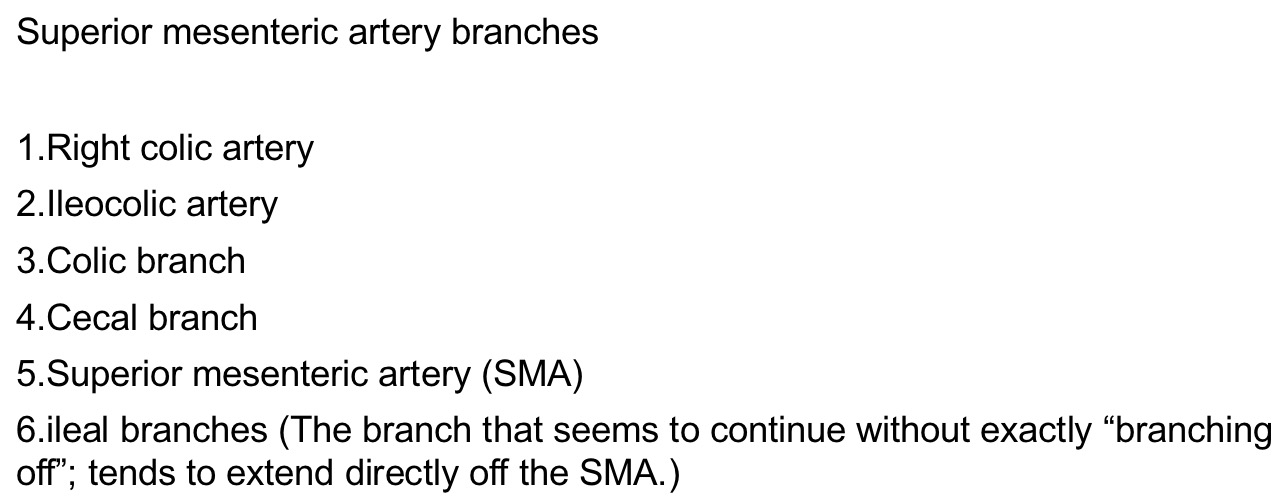 Superior mesenteric artery branches
1.Right colic artery
2.Ileocolic artery
3.Colic branch
4.Cecal branch
5.Superior mesenteric artery (SMA)
6.ileal branches (The branch that seems to continue without exactly “branching
off”; tends to extend directly off the SMA.)